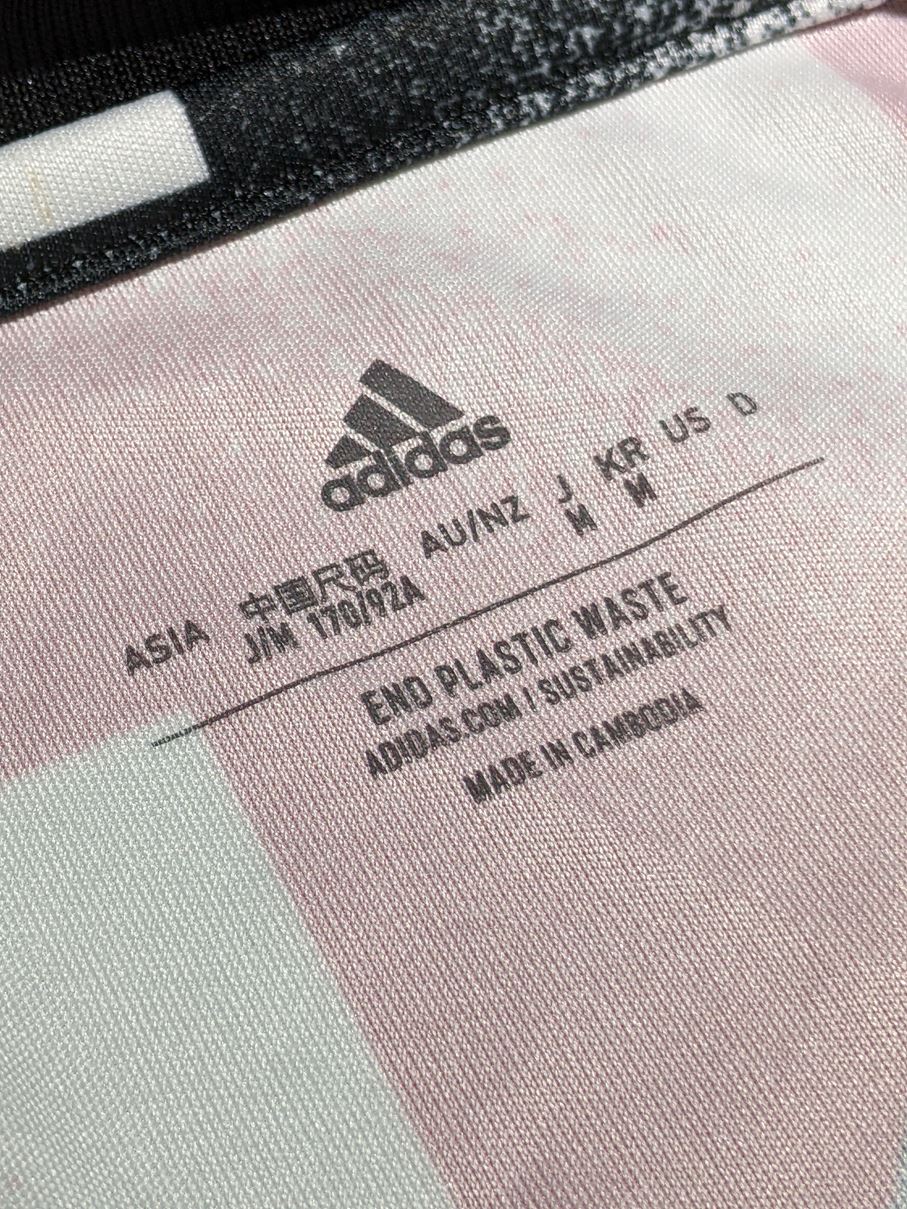 adidas
ASIA 中国尺码 AU/NZ J KR US D
J/M 170/92A M M
END PLASTIC WASTE
ADIDAS.COM / SUSTAINABILITY
MADE IN CAMBODIA